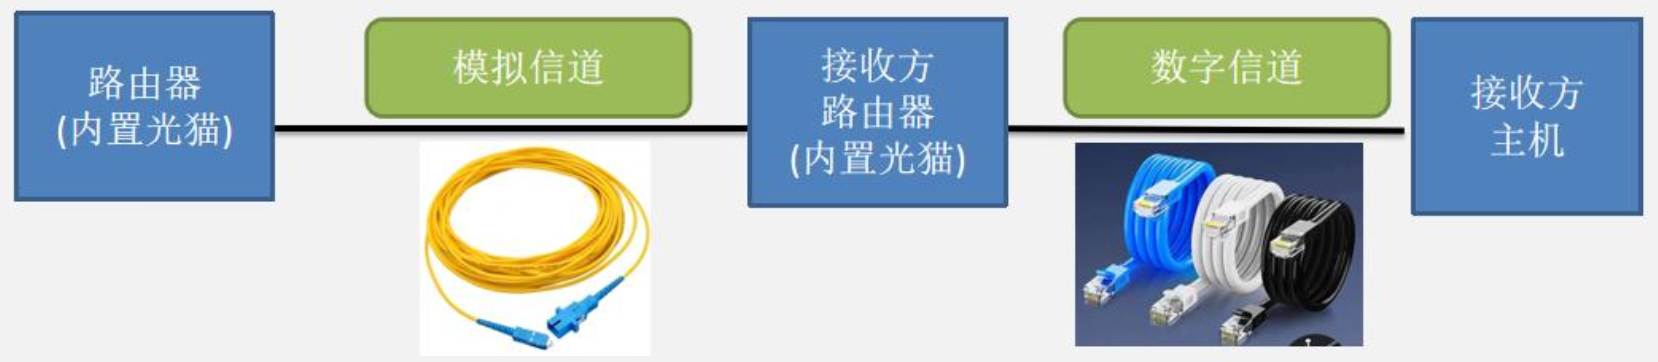 路由器
(内置光猫)
模拟信道
接收方
路由器
(内置光猫)
数字信道
接收方
主机